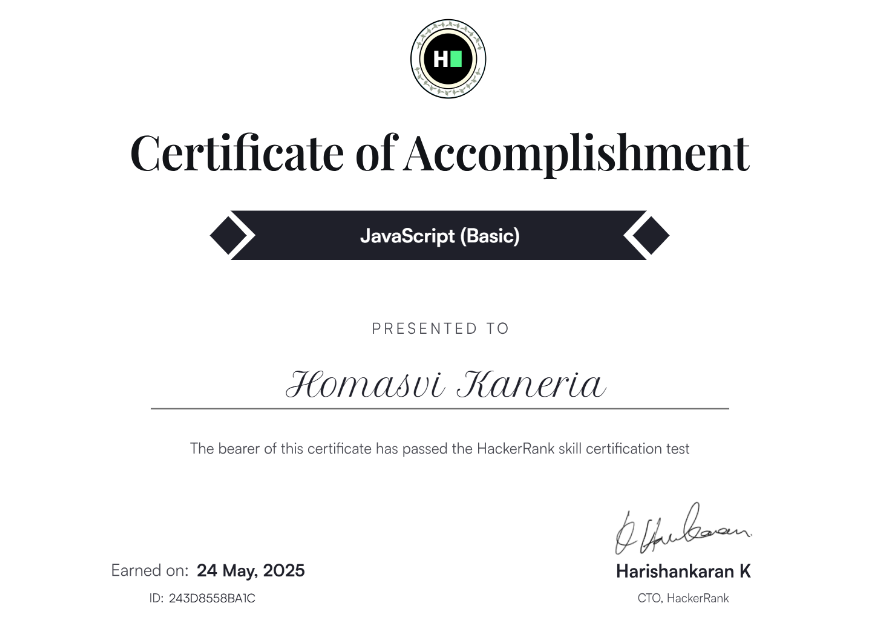 H
Certificate of Accomplishment
JavaScript (Basic)
PRESENTED TO
Homasvi Kaneria
The bearer of this certificate has passed the HackerRank skill certification test
Earned on: 24 May, 2025
ID: 243D8558BA1C
Harishankaran K
CTO, HackerRank